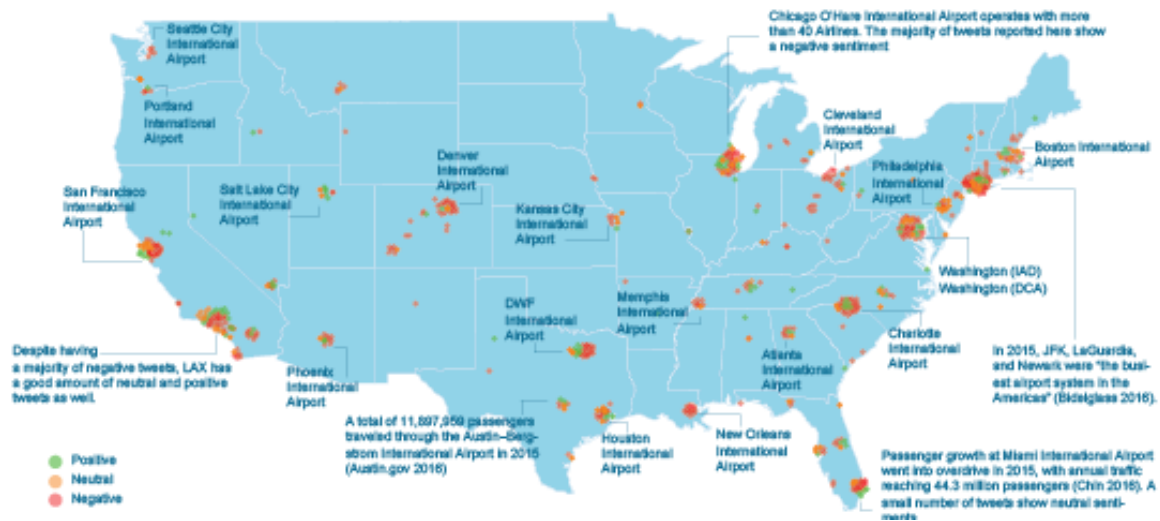 Seattle City
International
Airport
Portland
International
Airport
San Francisco
International
Airport
Salt Lake City
International
Airport
Denver
International
Airport
Kansas City
International
Airport
Chicago O'Hare International Airport operates with more
than 40 Airlines. The majority of tweets reported here show
a negative sentiment
Cleveland
International
Airport
Philadelphia
International
Airport
Boston International
Airport
Washington (IAD)
Washington (DCA)
Memphis
International
Airport
DWF
International
Airport
Charlotte
International
Airport
Atlanta
International
Airport
In 2015, JFK, LaGuardia,
and Newark were "the busi-
est airport system in the
Americas" (Bidelglass 2016).
Despite having
a majority of negative tweets, LAX has
a good amount of neutral and positive
tweets as well.
Phoenix
International
Airport
A total of 11,897,959 passengers
traveled through the Austin–Berg-
strom International Airport in 2015
(Austin.gov 2016)
Houston
International
Airport
New Orleans
International
Airport
Passenger growth at Miami International Airport
went into overdrive in 2015, with annual traffic
reaching 44.3 million passengers (Chin 2016). A
small number of tweets show neutral senti-
ments
Positive
Neutral
Negative